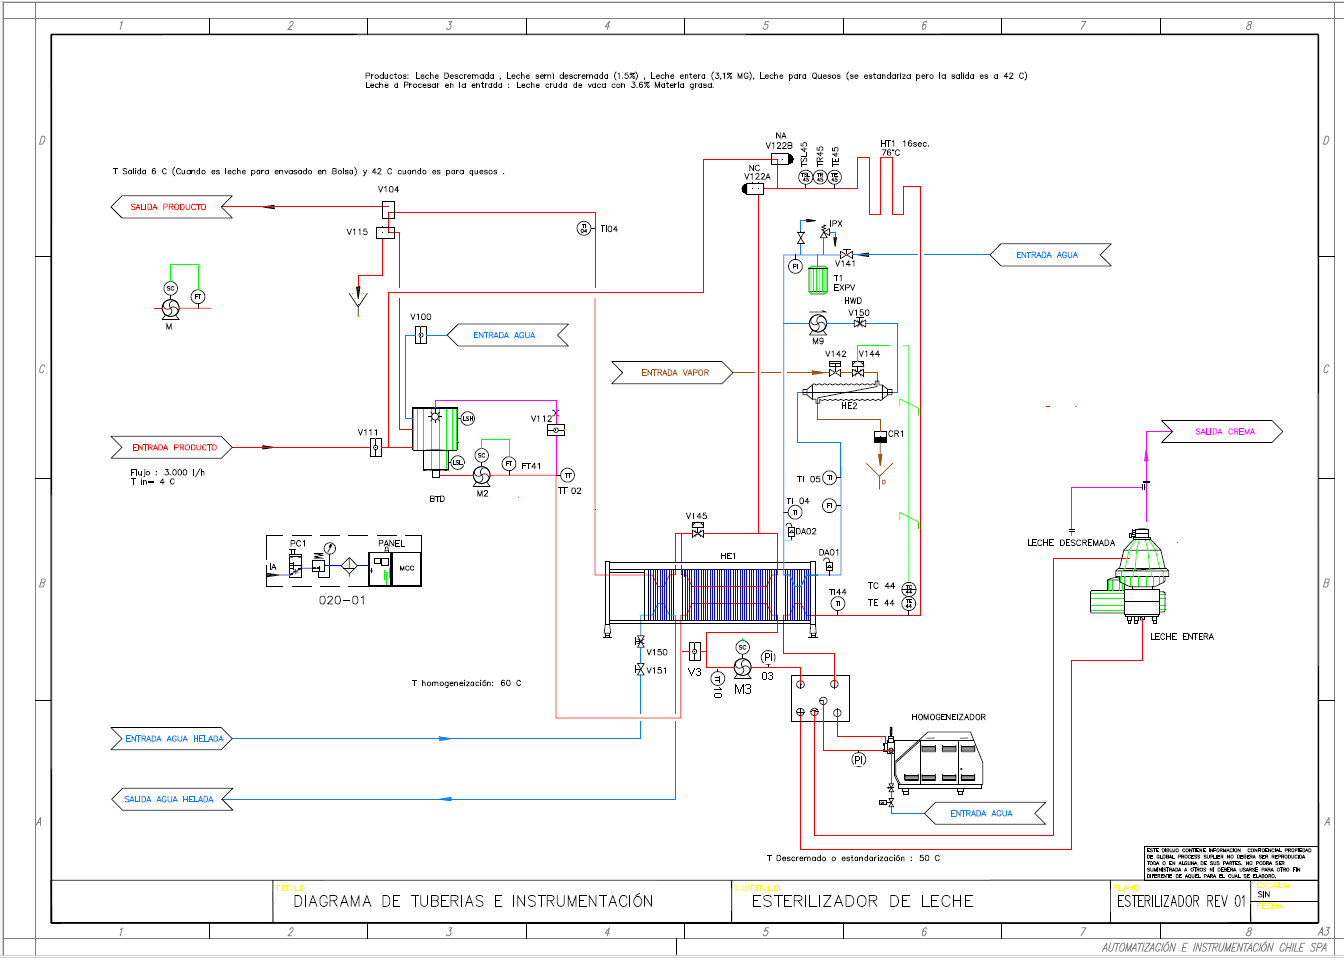 1 2 3 4 5 6 7 8
Productos: Leche Descremada , Leche semi descremada (1.5%) , Leche entera (3,1% MG), Leche para Quesos (se estandariza pero la salida es a 42 C)
Leche a Procesar en la entrada : Leche cruda de vaca con 3.6% Materia grasa.
D
D
NA
V122B
TSL45
TR45
TE45
HT1 16sec.
76°C
NC
V122A
T Salida 6 C (Cuando es leche para envasado en Bolsa) y 42 C cuando es para quesos .
V104
SALIDA PRODUCTO
V115
TI04
IPX
PI
V141
ENTRADA AGUA
T1
EXPV
SC
FT
M
HWD
V150
M9
V100
ENTRADA AGUA
V142
V144
ENTRADA VAPOR
C
C
HE2
V112
LSH
CR1
SALIDA CREMA
V111
ENTRADA PRODUCTO
Flujo : 3.000 l/h
T in– 4 C
LSL
SC
FT
FT41
BTD
M2
TT
TT 02
TI 05
TI
TI 04
TI
FI
VI45
DA02
DA01
HE1
LECHE DESCREMADA
PC1
PANEL
IA
MCC
020-01
B
B
TC 44
TE 44
TI44
TI
LECHE ENTERA
V150
V151
V3
SC
(PI)
03
M3
TT
TT10
T homogeneización: 60 C
HOMOGENEIZADOR
ENTRADA AGUA HELADA
(PI)
SALIDA AGUA HELADA
ENTRADA AGUA
A
A
T Descremado o estandarización : 50 C
ESTE DIBUJO CONTIENE INFORMACION CONFIDENCIAL PROPIEDAD
DE GLOBAL PROCESS SUPLIER NO DEBERA SER REPRODUCIDA
TODA O EN ALGUNA DE SUS PARTES. NO PODRA SER
SUMINISTRADA A OTROS NI DEBERA USARSE PARA OTRO FIN
DIFERENTE DE AQUEL PARA EL CUAL SE ELABORO.
TITULO:
DIAGRAMA DE TUBERIAS E INSTRUMENTACIÓN
SUBTITULO:
ESTERILIZADOR DE LECHE
PLANO:
ESTERILIZADOR REV 01
ESCALA:
SIN
FECHA:
1 2 3 4 5 6 7 8 A3
AUTOMATIZACIÓN E INSTRUMENTACIÓN CHILE SPA